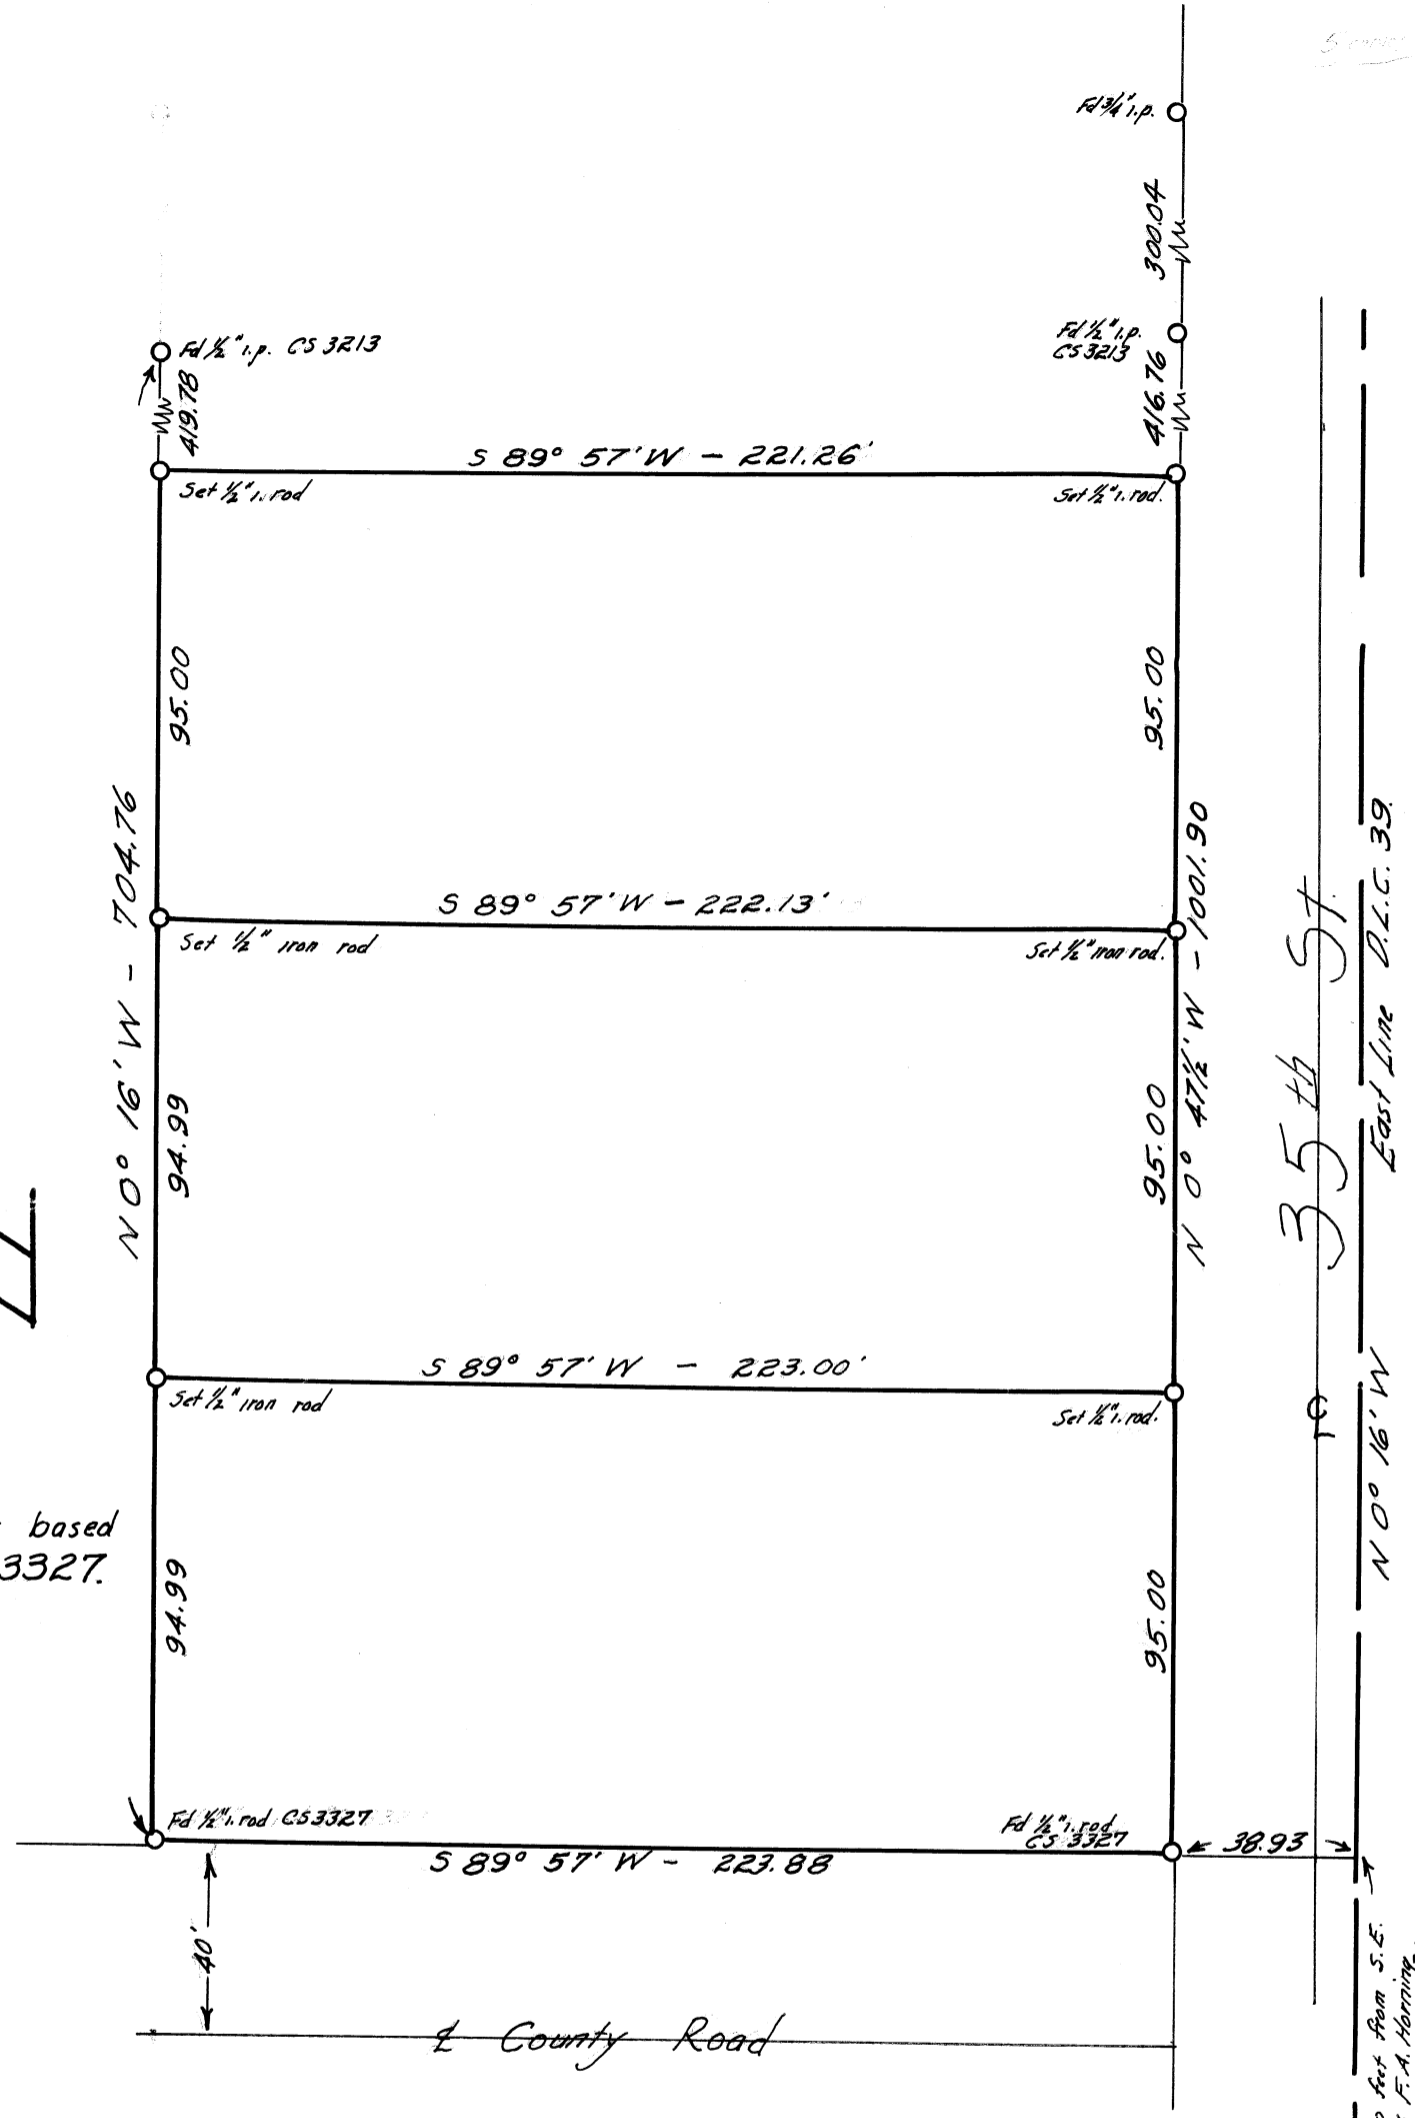 Fd 3/4" i.p.
300.04
Fd 1/2" i.p. CS 3213
419.78
Fd 1/2" i.p.
CS 3213
416.76
S 89° 57' W - 221.26'
Set 1/2" i. rod
Set 1/2" i. rod.
95.00
95.00
N 0° 16' W - 704.76
N 0° 47 1/2' W - 1001.90
S 89° 57' W - 222.13'
Set 1/2" iron rod
Set 1/2" iron rod.
35th St.
East Line D.L.C. 39.
94.99
95.00
S 89° 57' W - 223.00'
Set 1/2" iron rod
Set 1/2" i. rod.
N 0° 16' W
based
3327.
94.99
95.00
Fd 1/2" i. rod CS 3327
Fd 1/2" i. rod
CS 3327
38.93
S 89° 57' W - 223.88
40'
℄ County Road
feet from S.E.
F.A. Horning